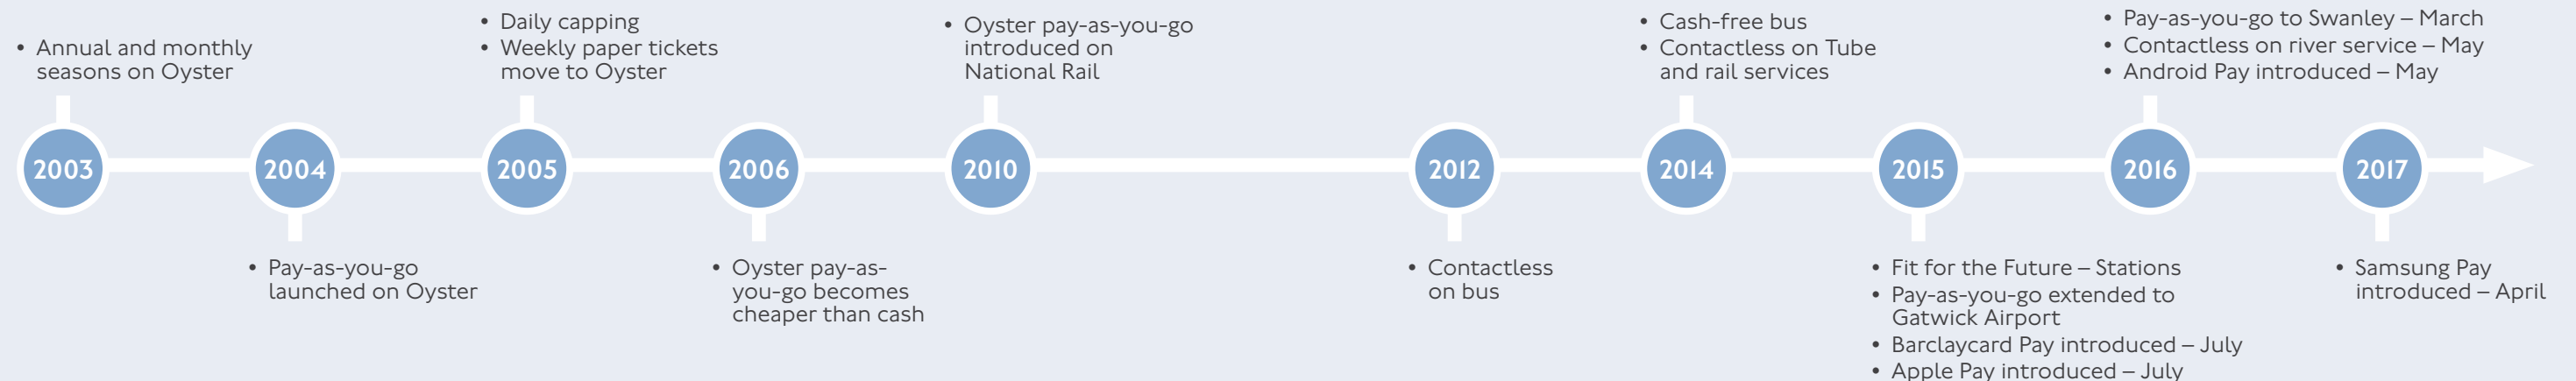 • Annual and monthly
seasons on Oyster
• Daily capping
• Weekly paper tickets
move to Oyster
• Oyster pay-as-you-go
introduced on
National Rail
• Cash-free bus
• Contactless on Tube
and rail services
• Pay-as-you-go to Swanley – March
• Contactless on river service – May
• Android Pay introduced – May
2003
2004
2005
2006
2010
2012
2014
2015
2016
2017
• Pay-as-you-go
launched on Oyster
• Oyster pay-as-
you-go becomes
cheaper than cash
• Contactless
on bus
• Fit for the Future – Stations
• Pay-as-you-go extended to
Gatwick Airport
• Barclaycard Pay introduced – July
• Apple Pay introduced – July
• Samsung Pay
introduced – April